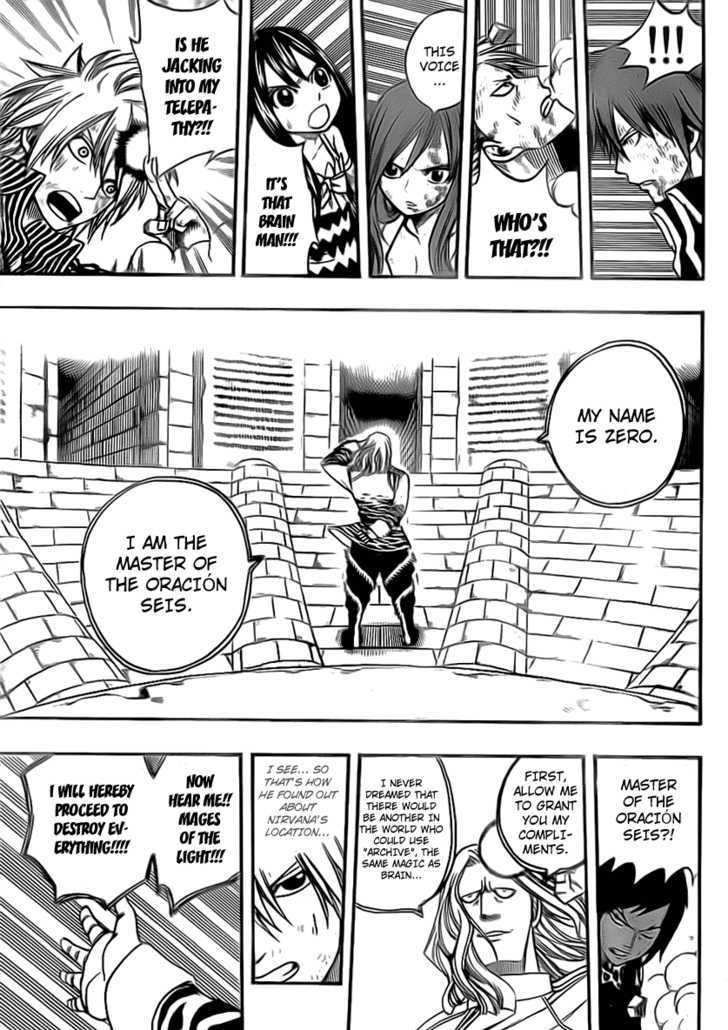 !!!
WHO'S
THAT?!!
THIS
VOICE
...
IT'S
THAT
BRAIN
MAN!!!
IS HE
JACKING
INTO MY
TELEPA-
THY?!!
MY NAME
IS ZERO.
I AM THE
MASTER OF
THE ORACIÓN
SEIS.
MASTER
OF THE
ORACIÓN
SEIS?!
FIRST,
ALLOW ME
TO GRANT
YOU MY
COMPLI-
MENTS.
I NEVER
DREAMED THAT
THERE WOULD
BE ANOTHER IN
THE WORLD WHO
COULD USE
"ARCHIVE", THE
SAME MAGIC AS
BRAIN...
I SEE... SO
THAT'S HOW
HE FOUND OUT
ABOUT
NIRVANA'S
LOCATION...
NOW
HEAR ME!!
MAGES
OF THE
LIGHT!!!
I WILL HEREBY
PROCEED TO
DESTROY EV-
ERYTHING!!!!